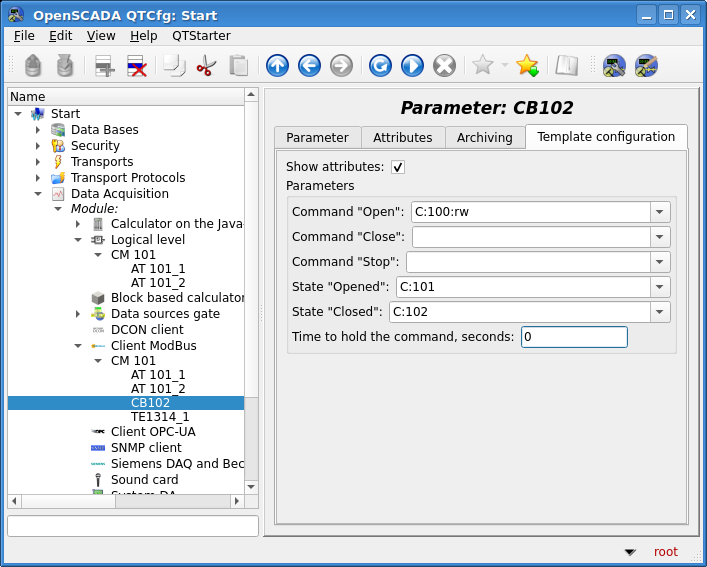 OpenSCADA QTCfg: Start
File Edit View Help QTStarter
Name
Start
Data Bases
Security
Transports
Transport Protocols
Data Acquisition
Module:
Calculator on the Java-
Logical level
CM 101
AT 101_1
AT 101_2
Block based calculator
Data sources gate
DCON
DCON client
Client ModBus
CM 101
AT 101_1
AT 101_2
CB102
TE1314_1
Client OPC-UA
SNMP client
Siemens DAQ and Bec
Sound card
System DA
Parameter: CB102
Parameter Attributes Archiving Template configuration
Show attributes:
Parameters
Command "Open": C:100:rw
Command "Close":
Command "Stop":
State "Opened": C:101
State "Closed": C:102
Time to hold the command, seconds: 0
root